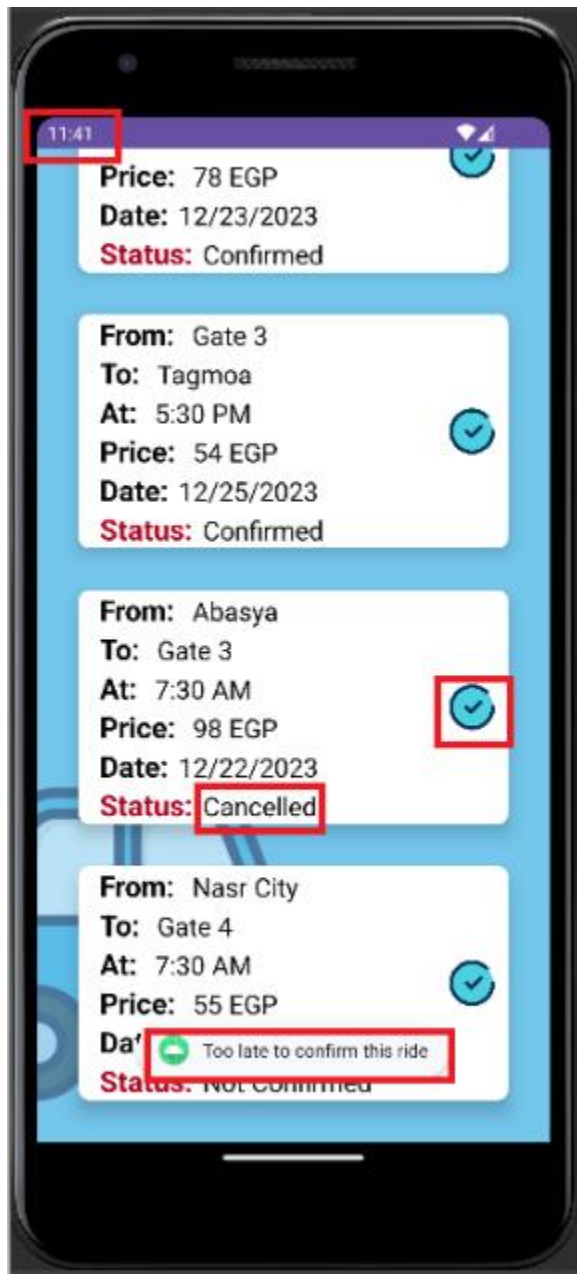 11:41
Price: 78 EGP
Date: 12/23/2023
Status: Confirmed
From: Gate 3
To: Tagmoa
At: 5:30 PM
Price: 54 EGP
Date: 12/25/2023
Status: Confirmed
From: Abasya
To: Gate 3
At: 7:30 AM
Price: 98 EGP
Date: 12/22/2023
Status: Cancelled
From: Nasr City
To: Gate 4
At: 7:30 AM
Price: 55 EGP
Too late to confirm this ride
Status: Not Confirmed